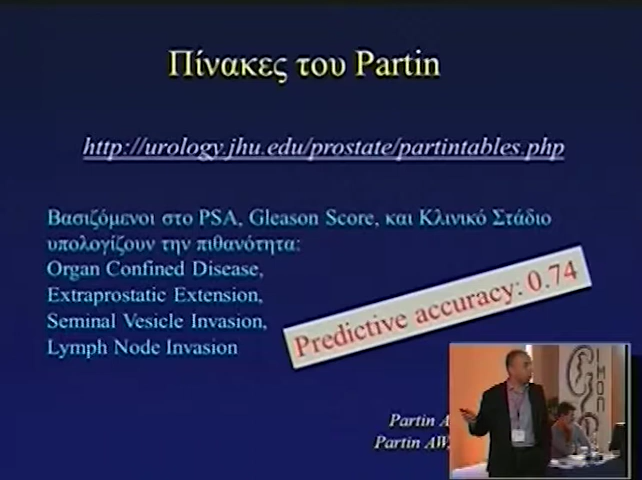 Πίνακες του Partin
http://urology.jhu.edu/prostate/partintables.php
Βασιζόμενοι στο PSA, Gleason Score, και Κλινικό Στάδιο
υπολογίζουν την πιθανότητα:
Organ Confined Disease,
Extraprostatic Extension,
Seminal Vesicle Invasion,
Lymph Node Invasion
Predictive accuracy: 0.74
Partin A
Partin AW